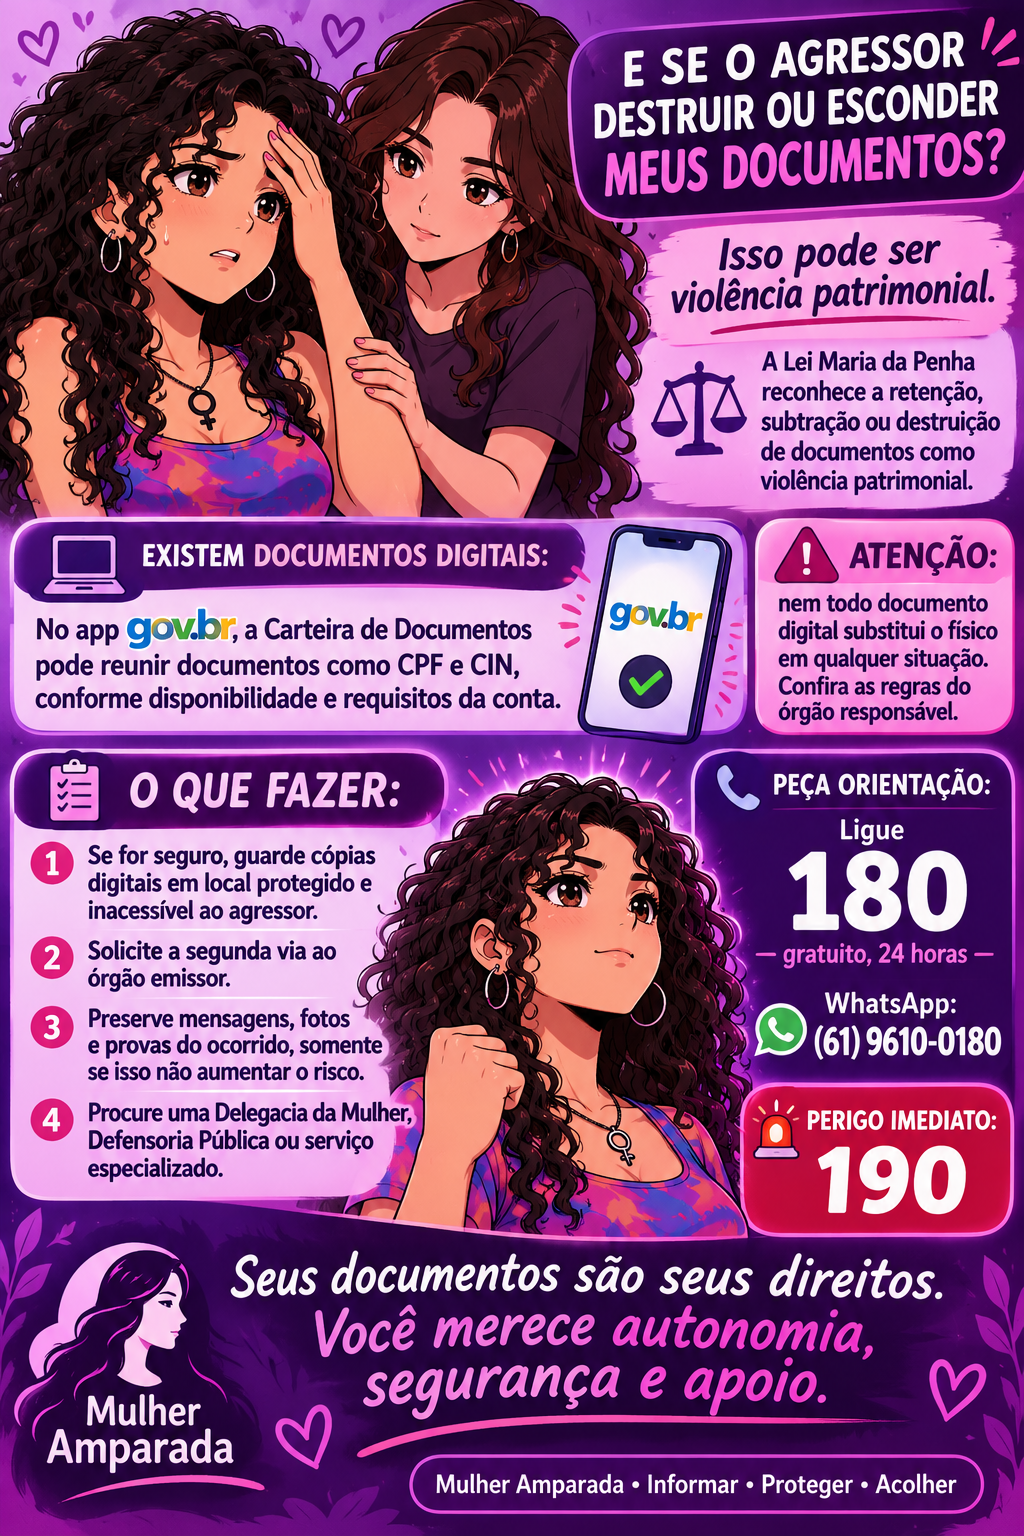 E SE O AGRESSOR
DESTRUIR OU ESCONDER
MEUS DOCUMENTOS?
Isso pode ser
violência patrimonial.
A Lei Maria da Penha
reconhece a retenção,
subtração ou destruição
de documentos como
violência patrimonial.
EXISTEM DOCUMENTOS DIGITAIS:
No app gov.br, a Carteira de Documentos
pode reunir documentos como CPF e CIN,
conforme disponibilidade e requisitos da conta.
gov.br
ATENÇÃO:
nem todo documento
digital substitui o físico
em qualquer situação.
Confira as regras do
órgão responsável.
O QUE FAZER:
1 Se for seguro, guarde cópias
digitais em local protegido e
inacessível ao agressor.
2 Solicite a segunda via ao
órgão emissor.
3 Preserve mensagens, fotos
e provas do ocorrido, somente
se isso não aumentar o risco.
4 Procure uma Delegacia da Mulher,
Defensoria Pública ou serviço
especializado.
PEÇA ORIENTAÇÃO:
Ligue
180
— gratuito, 24 horas —
WhatsApp:
(61) 9610-0180
PERIGO IMEDIATO:
190
Seus documentos são seus direitos.
Você merece autonomia,
segurança e apoio.
Mulher
Amparada
Mulher Amparada • Informar • Proteger • Acolher